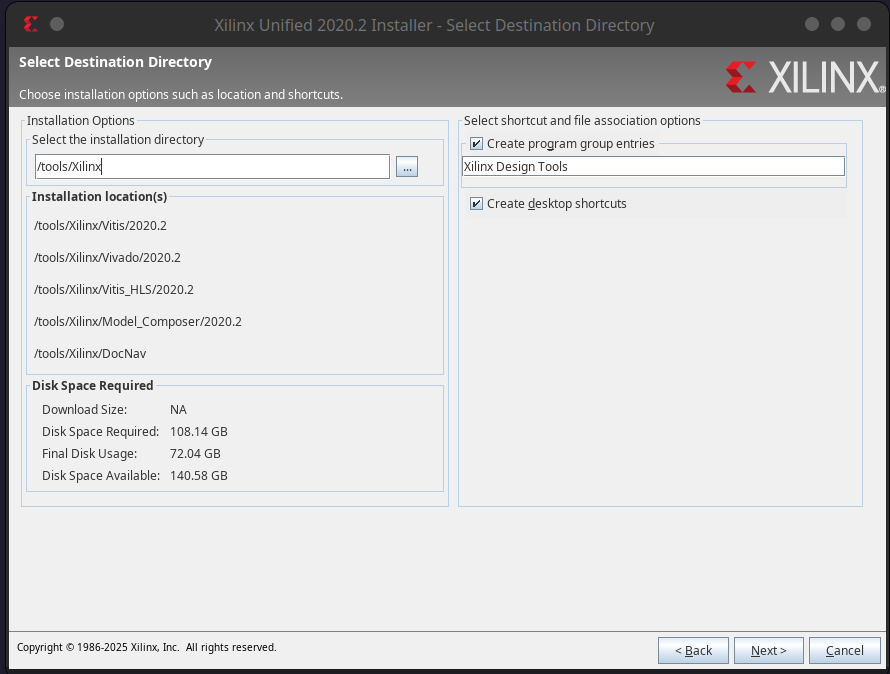 Xilinx Unified 2020.2 Installer - Select Destination Directory
Select Destination Directory
Choose installation options such as location and shortcuts.
XILINX®
Installation Options
Select the installation directory
/tools/Xilinx
...
Installation location(s)
/tools/Xilinx/Vitis/2020.2
/tools/Xilinx/Vivado/2020.2
/tools/Xilinx/Vitis_HLS/2020.2
/tools/Xilinx/Model_Composer/2020.2
/tools/Xilinx/DocNav
Disk Space Required
Download Size: NA
Disk Space Required: 108.14 GB
Final Disk Usage: 72.04 GB
Disk Space Available: 140.58 GB
Select shortcut and file association options
Create program group entries
Xilinx Design Tools
Create desktop shortcuts
Copyright © 1986-2025 Xilinx, Inc. All rights reserved.
< Back
Next >
Cancel